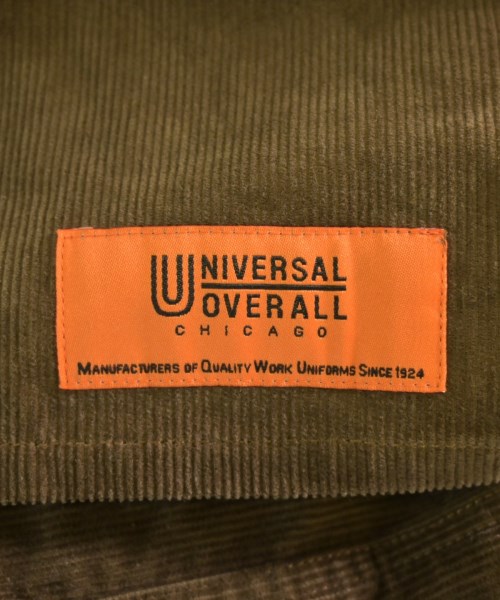 UNIVERSAL
OVERALL
CHICAGO
MANUFACTURERS OF QUALITY WORK UNIFORMS SINCE 1924